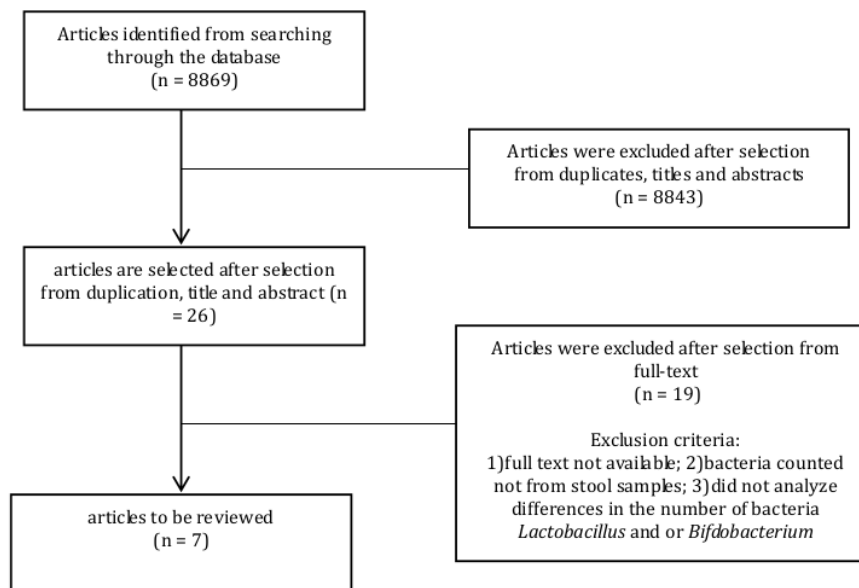 Articles identified from searching
through the database
(n = 8869)
Articles were excluded after selection
from duplicates, titles and abstracts
(n = 8843)
articles are selected after selection
from duplication, title and abstract (n
= 26)
Articles were excluded after selection from
full-text
(n = 19)
Exclusion criteria:
1)full text not available; 2)bacteria counted
not from stool samples; 3)did not analyze
differences in the number of bacteria
Lactobacillus and or Bifdobacterium
articles to be reviewed
(n = 7)